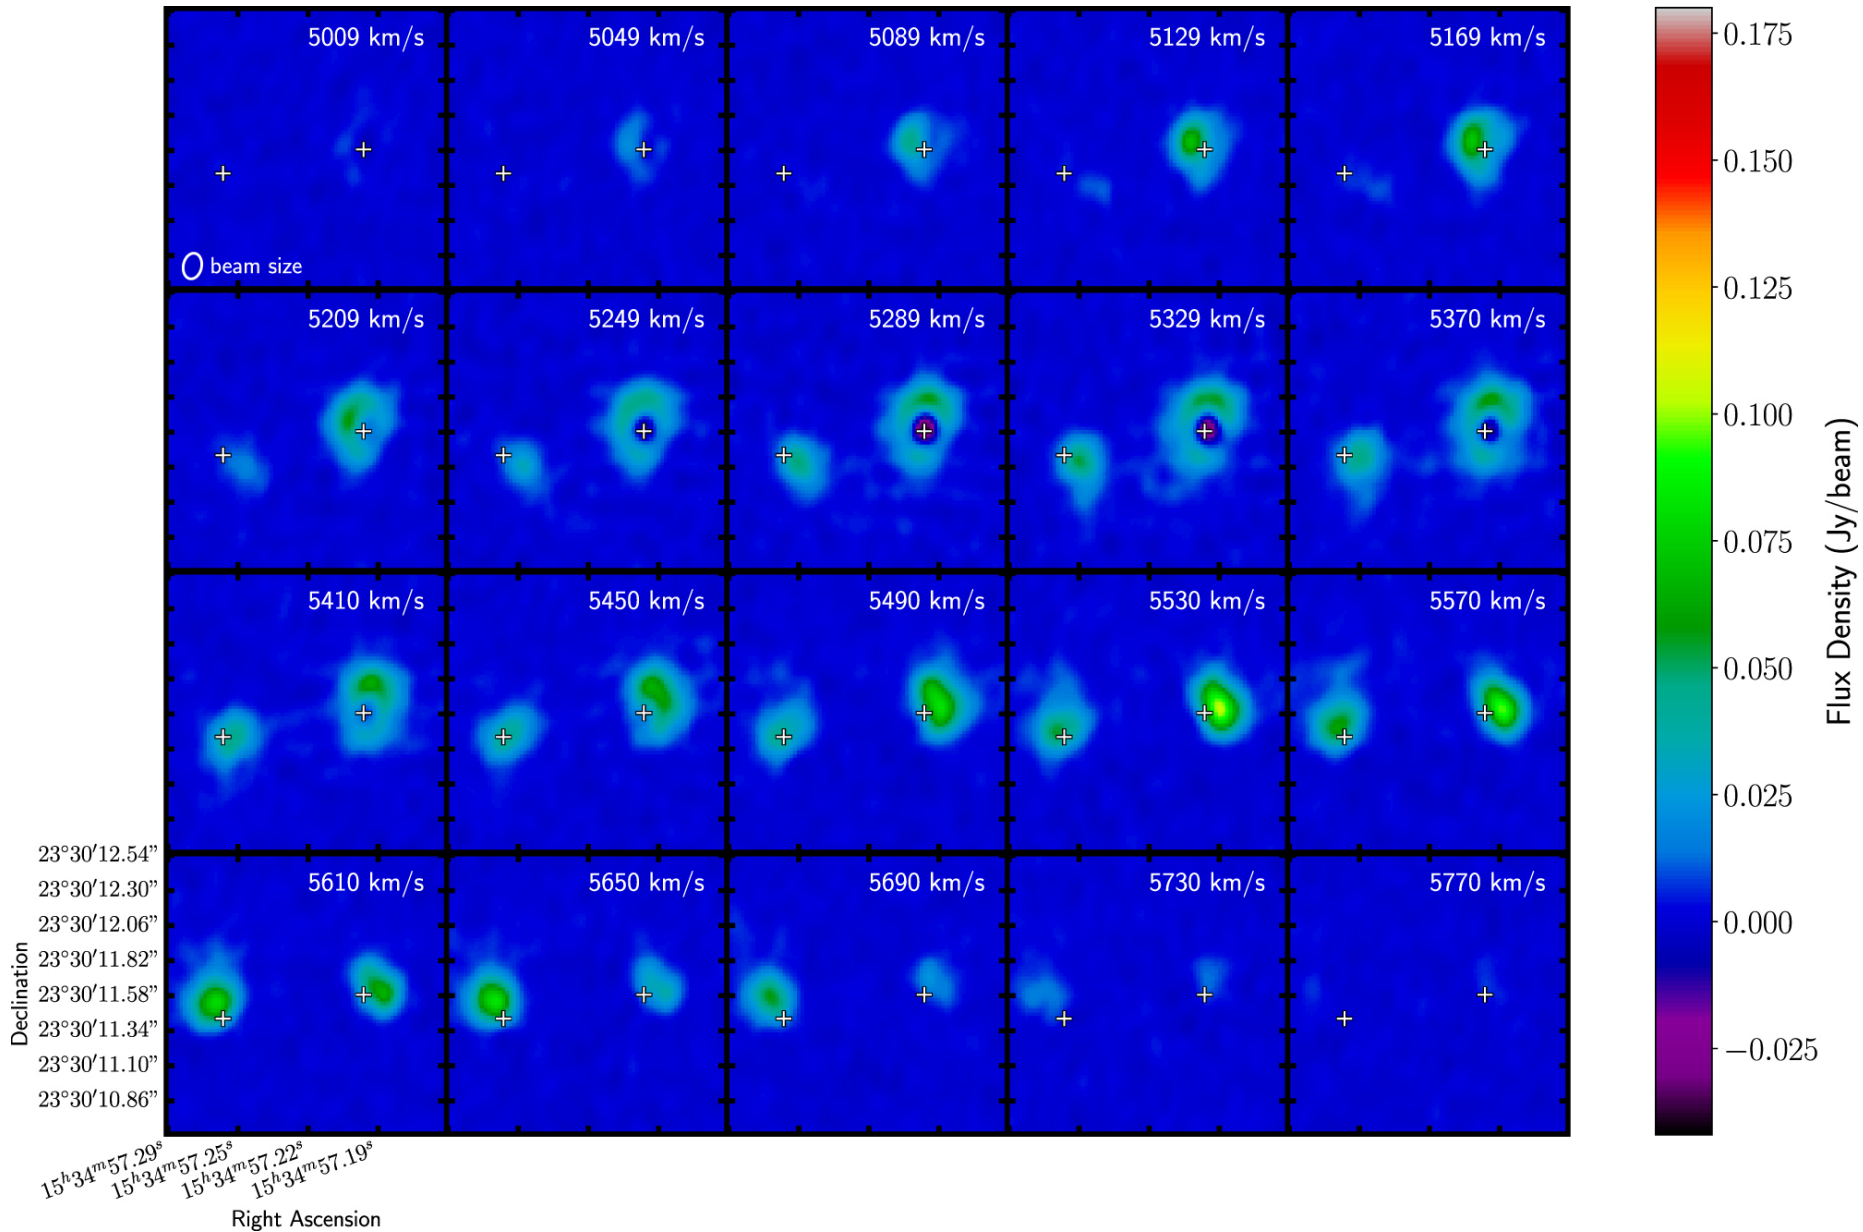 5009 km/s 5049 km/s 5089 km/s 5129 km/s 5169 km/s
beam size
5209 km/s 5249 km/s 5289 km/s 5329 km/s 5370 km/s
5410 km/s 5450 km/s 5490 km/s 5530 km/s 5570 km/s
5610 km/s 5650 km/s 5690 km/s 5730 km/s 5770 km/s
23°30′12.54”
23°30′12.30”
23°30′12.06”
23°30′11.82”
23°30′11.58”
23°30′11.34”
23°30′11.10”
23°30′10.86”
Declination
15ʰ34ᵐ57.29ˢ
15ʰ34ᵐ57.25ˢ
15ʰ34ᵐ57.22ˢ
15ʰ34ᵐ57.19ˢ
Right Ascension
0.175
0.150
0.125
0.100
0.075
0.050
0.025
0.000
−0.025
Flux Density (Jy/beam)